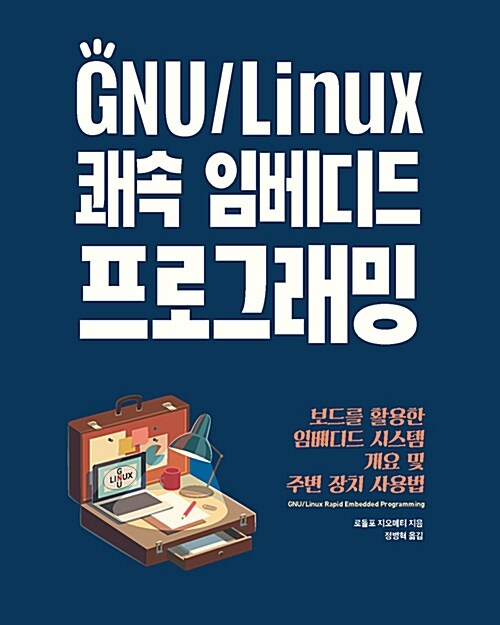 GNU/Linux
쾌속 임베디드
프로그래밍
보드를 활용한
임베디드 시스템
개요 및
주변 장치 사용법
GNU/Linux Rapid Embedded Programming
로돌포 지오메티 지음
정병혁 옮김
G
LINUX
U